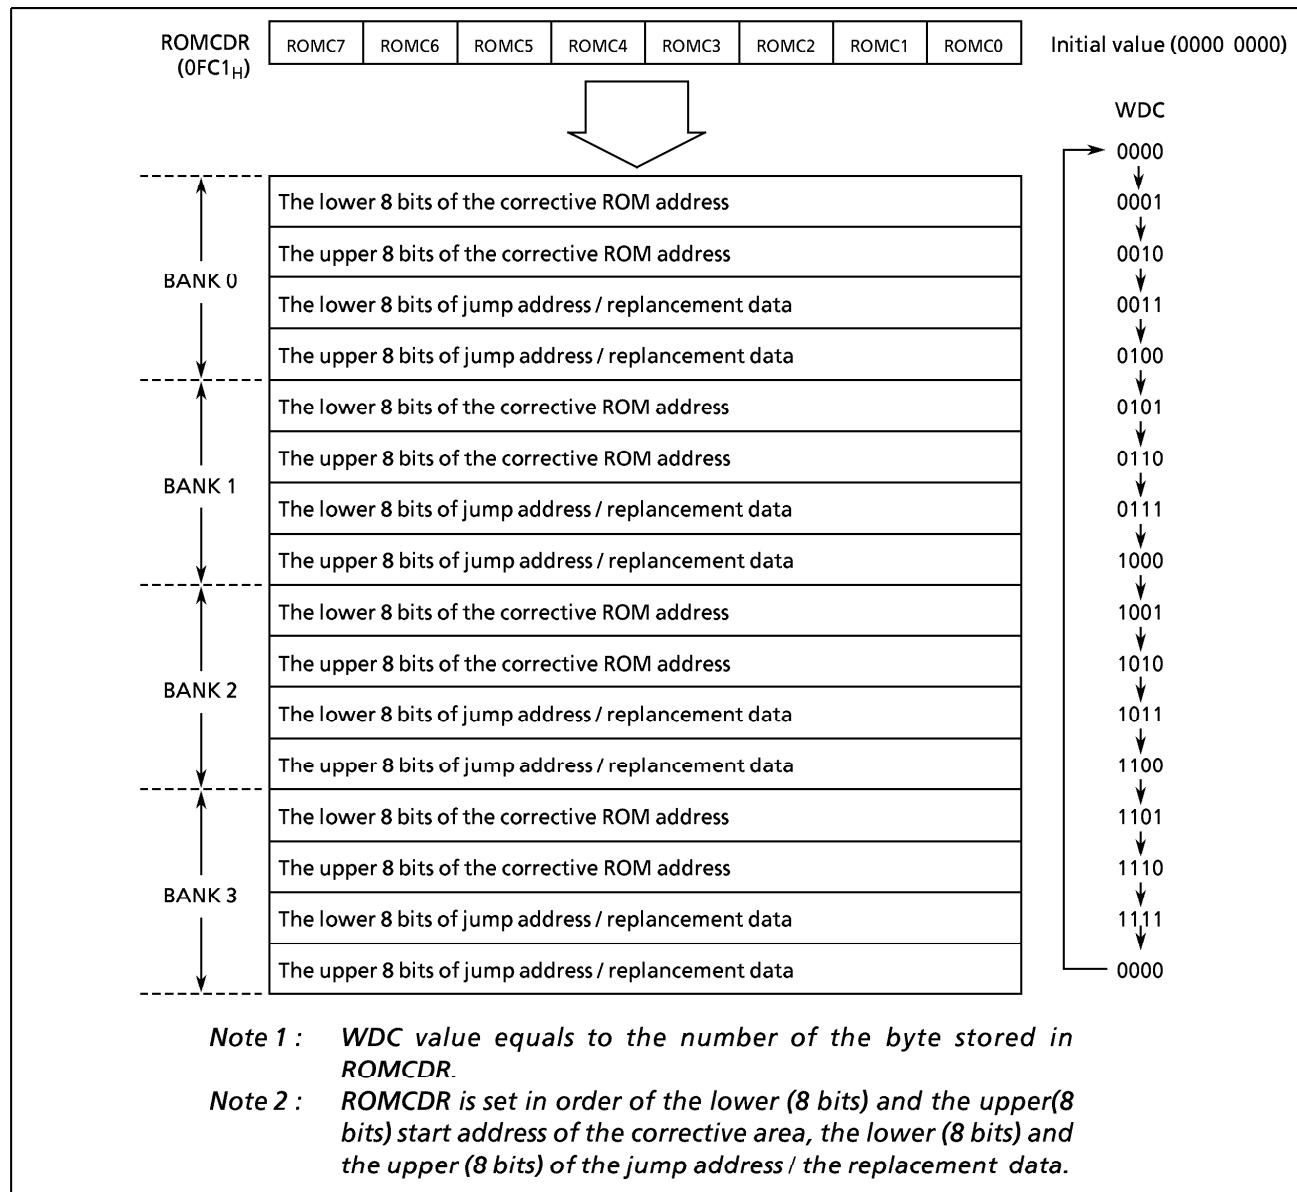 ROMCDR
(0FC1H)
ROMC7 ROMC6 ROMC5 ROMC4 ROMC3 ROMC2 ROMC1 ROMC0
Initial value (0000 0000)
WDC
0000
The lower 8 bits of the corrective ROM address 0001
The upper 8 bits of the corrective ROM address 0010
BANK 0
The lower 8 bits of jump address / replancement data 0011
The upper 8 bits of jump address / replancement data 0100
The lower 8 bits of the corrective ROM address 0101
The upper 8 bits of the corrective ROM address 0110
BANK 1
The lower 8 bits of jump address / replancement data 0111
The upper 8 bits of jump address / replancement data 1000
The lower 8 bits of the corrective ROM address 1001
The upper 8 bits of the corrective ROM address 1010
BANK 2
The lower 8 bits of jump address / replancement data 1011
The upper 8 bits of jump address / replancement data 1100
The lower 8 bits of the corrective ROM address 1101
The upper 8 bits of the corrective ROM address 1110
BANK 3
The lower 8 bits of jump address / replancement data 1111
The upper 8 bits of jump address / replancement data 0000
Note 1 : WDC value equals to the number of the byte stored in
ROMCDR.
Note 2 : ROMCDR is set in order of the lower (8 bits) and the upper(8
bits) start address of the corrective area, the lower (8 bits) and
the upper (8 bits) of the jump address / the replacement data.